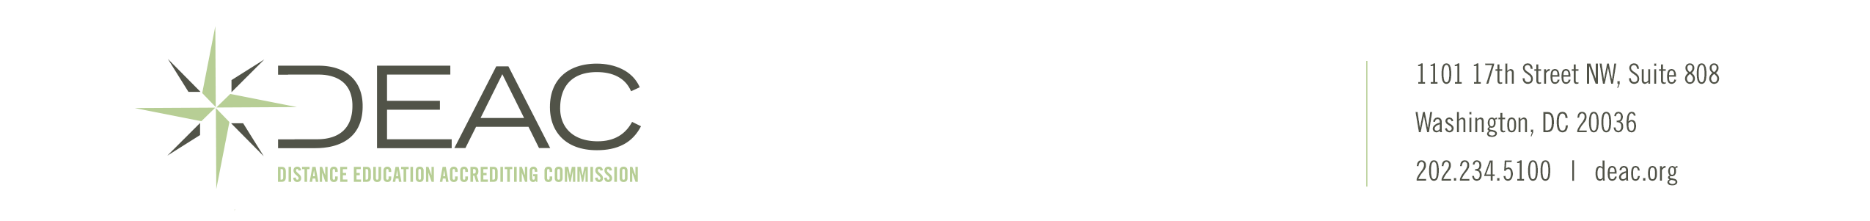 DEAC
DISTANCE EDUCATION ACCREDITING COMMISSION
1101 17th Street NW, Suite 808
Washington, DC 20036
202.234.5100 | deac.org